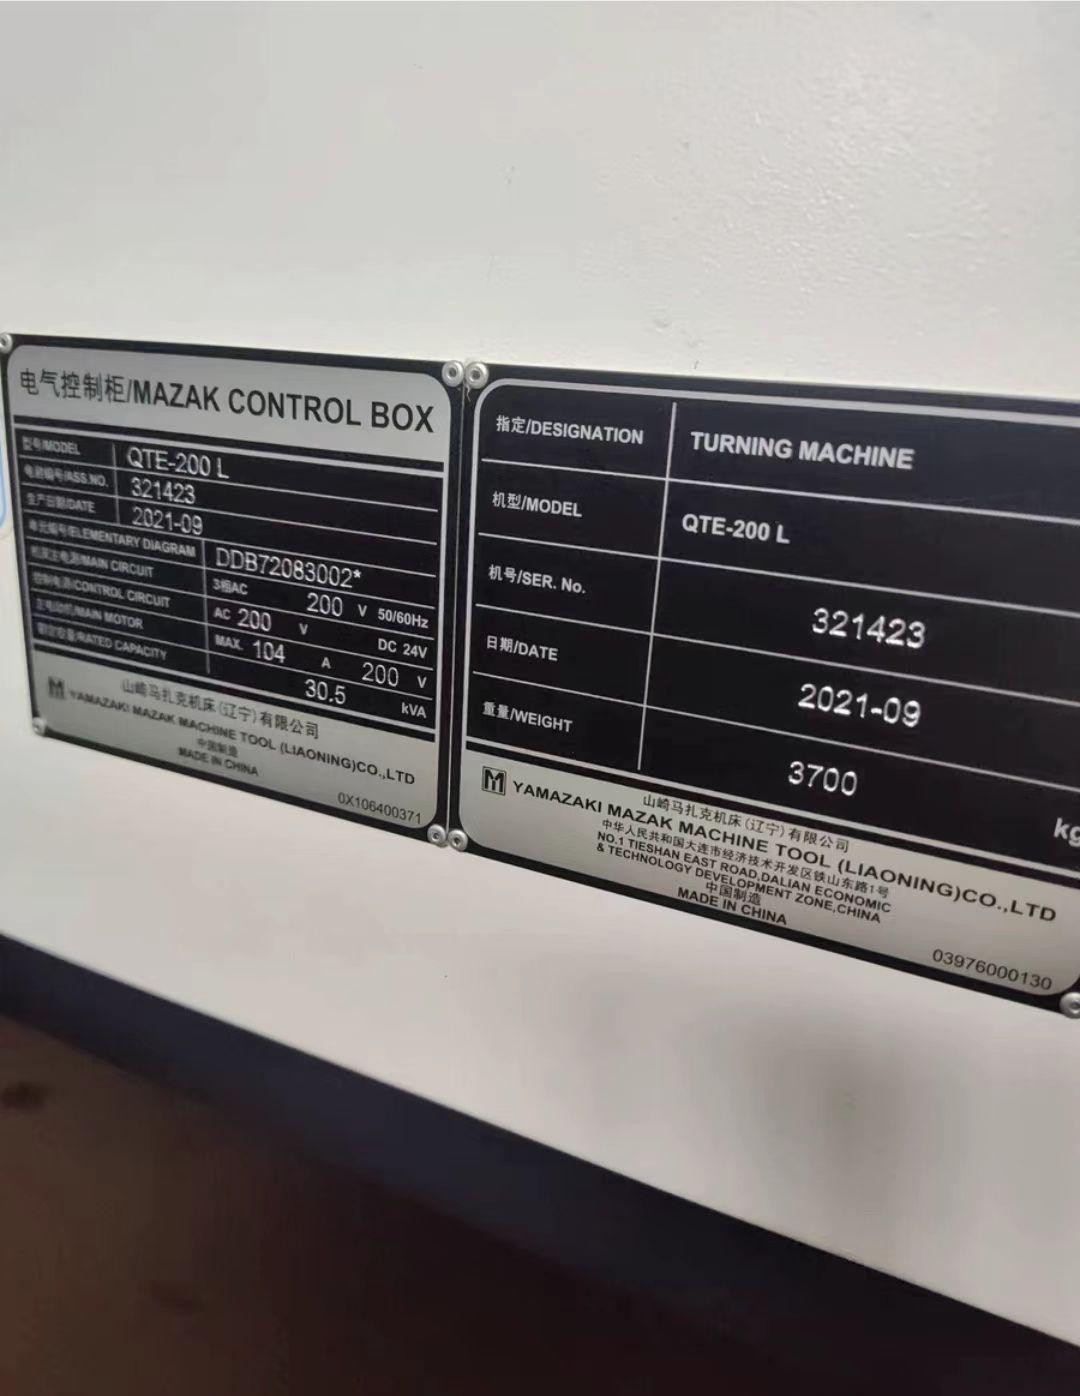 电气控制柜/MAZAK CONTROL BOX
型号/MODEL QTE-200 L
电箱编号/ASS.NO. 321423
生产日期/DATE 2021-09
单元编号/ELEMENTARY DIAGRAM DDB72083002*
机床主电源/MAIN CIRCUIT 3相AC 200 V 50/60Hz
控制电源/CONTROL CIRCUIT AC 200 V DC 24V
主电动机/MAIN MOTOR MAX. 104 A 200 V
额定容量/RATED CAPACITY 30.5 kVA
山崎马扎克机床(辽宁)有限公司
YAMAZAKI MAZAK MACHINE TOOL (LIAONING)CO.,LTD
中国制造
MADE IN CHINA
0X106400371
指定/DESIGNATION TURNING MACHINE
机型/MODEL QTE-200 L
机号/SER. No. 321423
日期/DATE 2021-09
重量/WEIGHT 3700 kg
山崎马扎克机床(辽宁)有限公司
YAMAZAKI MAZAK MACHINE TOOL (LIAONING)CO.,LTD
中华人民共和国大连市经济技术开发区铁山东路1号
NO.1 TIESHAN EAST ROAD,DALIAN ECONOMIC
& TECHNOLOGY DEVELOPMENT ZONE,CHINA
中国制造
MADE IN CHINA
03976000130